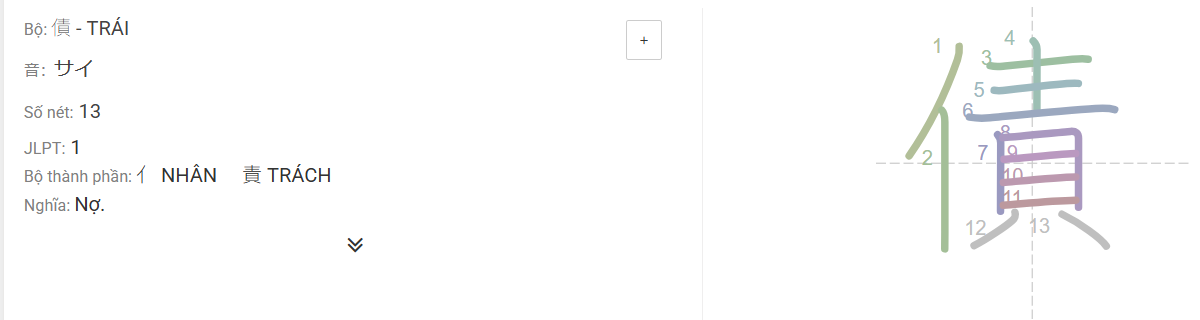 Bộ: 債 - TRÁI
+
音: サイ
Số nét: 13
JLPT: 1
Bộ thành phần: 亻 NHÂN 責 TRÁCH
Nghĩa: Nợ.
債
1
2
3
4
5
6
7
8
9
10
11
12
13